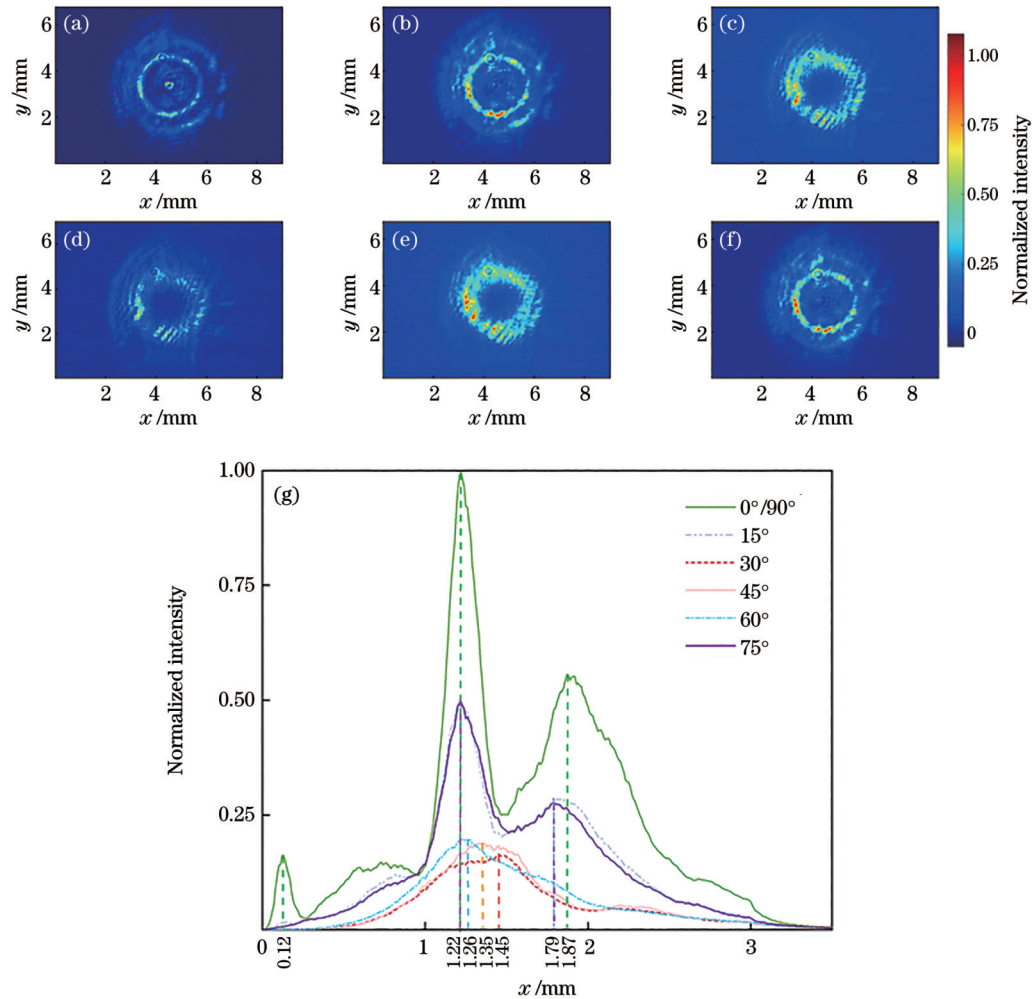 (a)
6
4
2
y /mm
2 4 6 8
x /mm
(b)
6
4
2
y /mm
2 4 6 8
x /mm
(c)
6
4
2
y /mm
2 4 6 8
x /mm
1.00
0.75
0.50
0.25
0
Normalized intensity
(d)
6
4
2
y /mm
2 4 6 8
x /mm
(e)
6
4
2
y /mm
2 4 6 8
x /mm
(f)
6
4
2
y /mm
2 4 6 8
x /mm
(g)
1.00
0.75
0.50
0.25
Normalized intensity
0°/90°
15°
30°
45°
60°
75°
0 1 2 3
0.12
1.22
1.26
1.35
1.45
1.79
1.87
x /mm